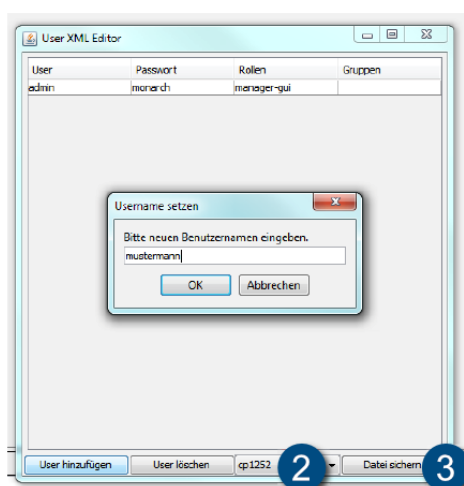 User XML Editor
User Passwort Rollen Gruppen
admin monarch manager-gui
Username setzen
Bitte neuen Benutzernamen eingeben.
mustermann
OK Abbrechen
User hinzufügen User löschen cp1252 2 Datei sichern 3